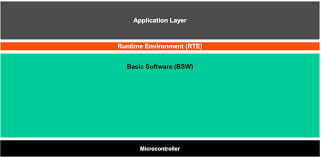 Application Layer
Runtime Environment (RTE)
Basic Software (BSW)
Microcontroller